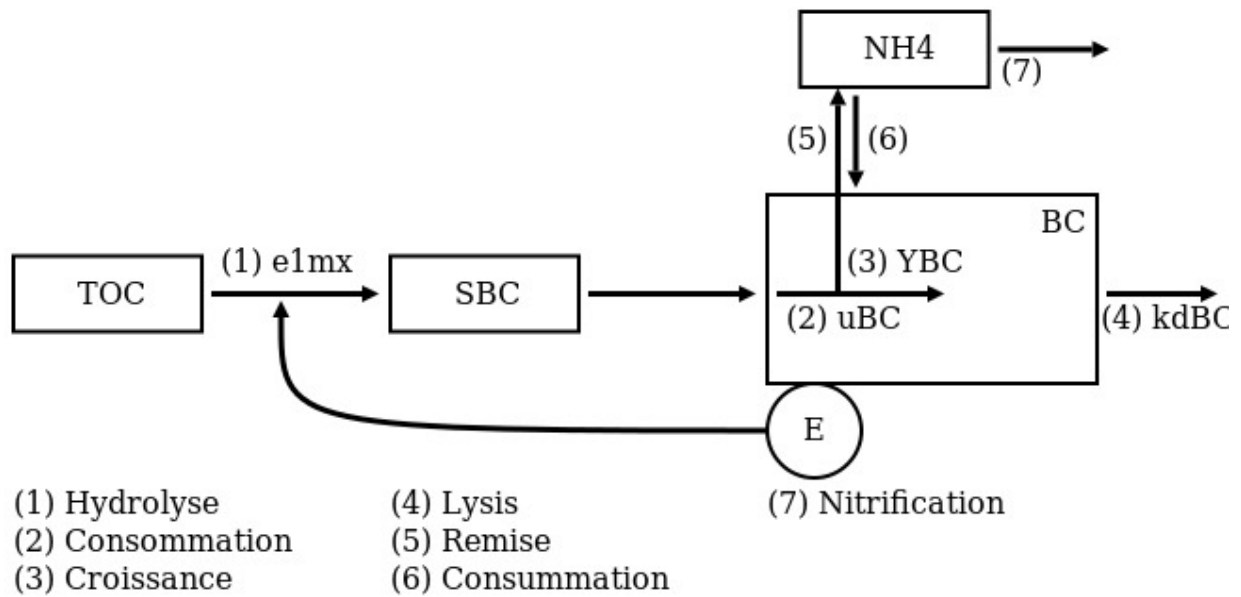 NH4
(7)
(5)
(6)
BC
(1) e1mx
(3) YBC
TOC
SBC
(2) uBC
(4) kdBC
E
(1) Hydrolyse
(2) Consommation
(3) Croissance
(4) Lysis
(5) Remise
(6) Consummation
(7) Nitrification